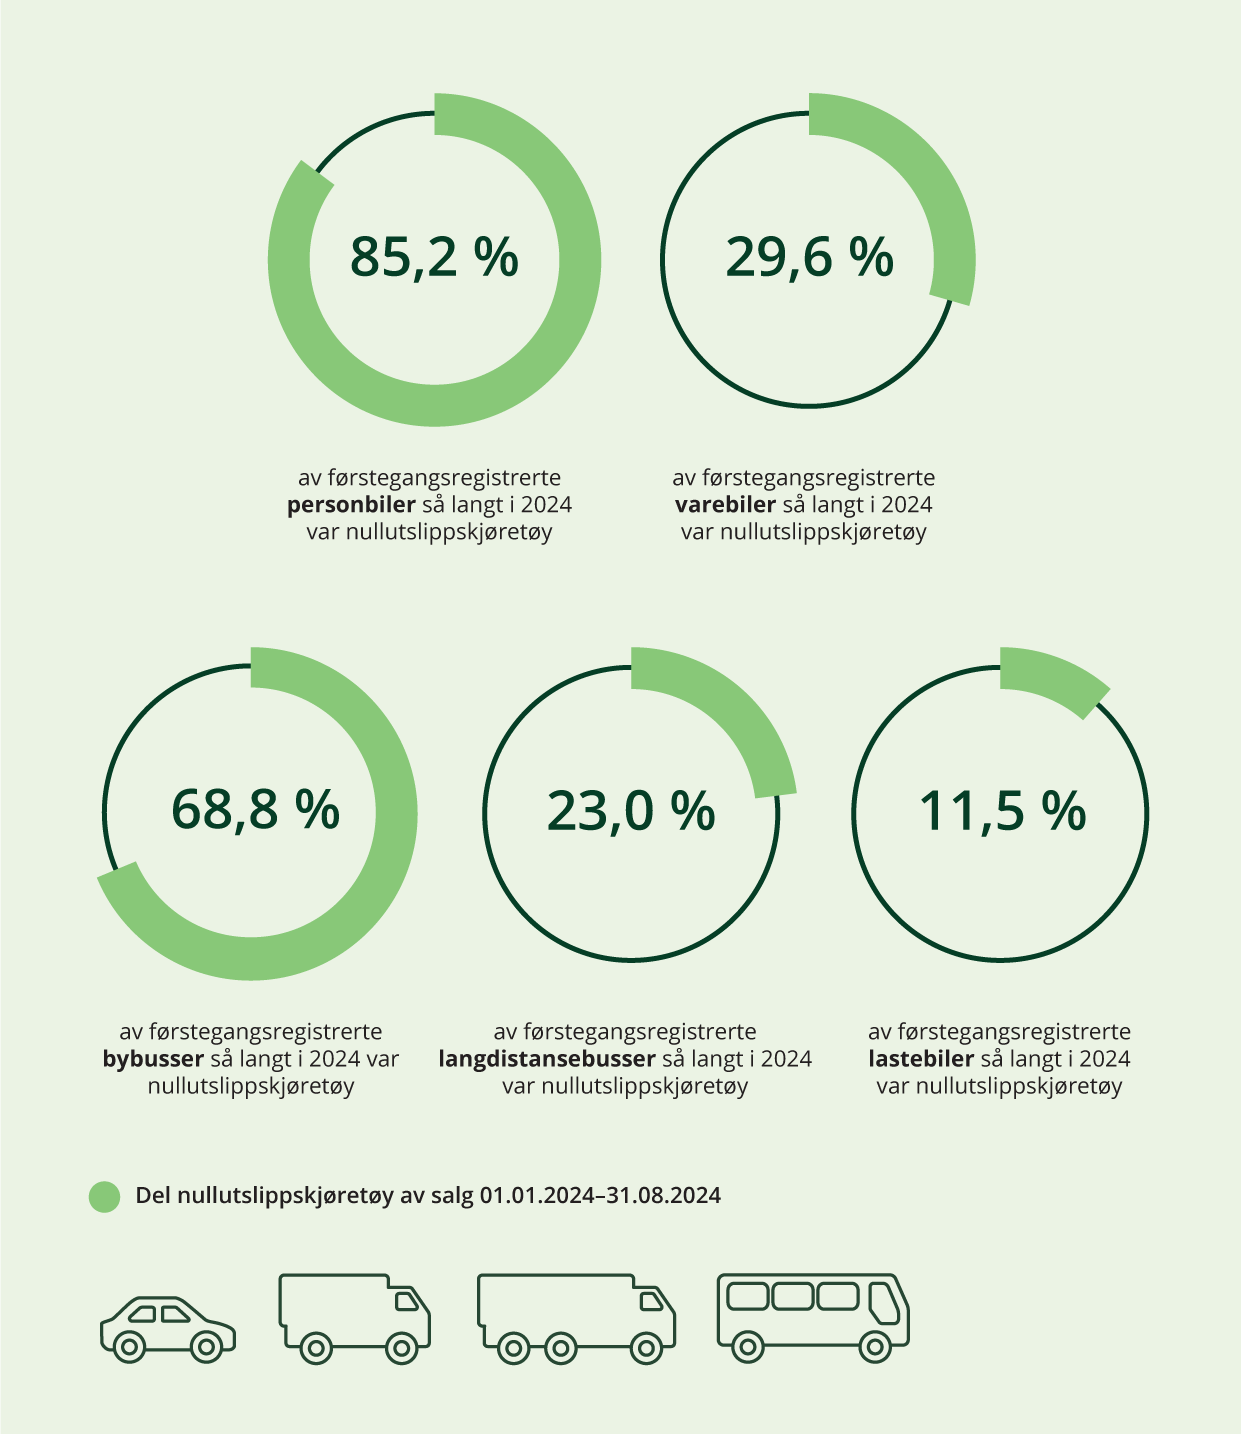 85,2 %
29,6 %
av førstegangsregistrerte
personbiler så langt i 2024
var nullutslippskjøretøy
av førstegangsregistrerte
varebiler så langt i 2024
var nullutslippskjøretøy
68,8 %
23,0 %
11,5 %
av førstegangsregistrerte
bybusser så langt i 2024 var
nullutslippskjøretøy
av førstegangsregistrerte
langdistansebusser så langt i 2024
var nullutslippskjøretøy
av førstegangsregistrerte
lastebiler så langt i 2024
var nullutslippskjøretøy
Del nullutslippskjøretøy av salg 01.01.2024–31.08.2024